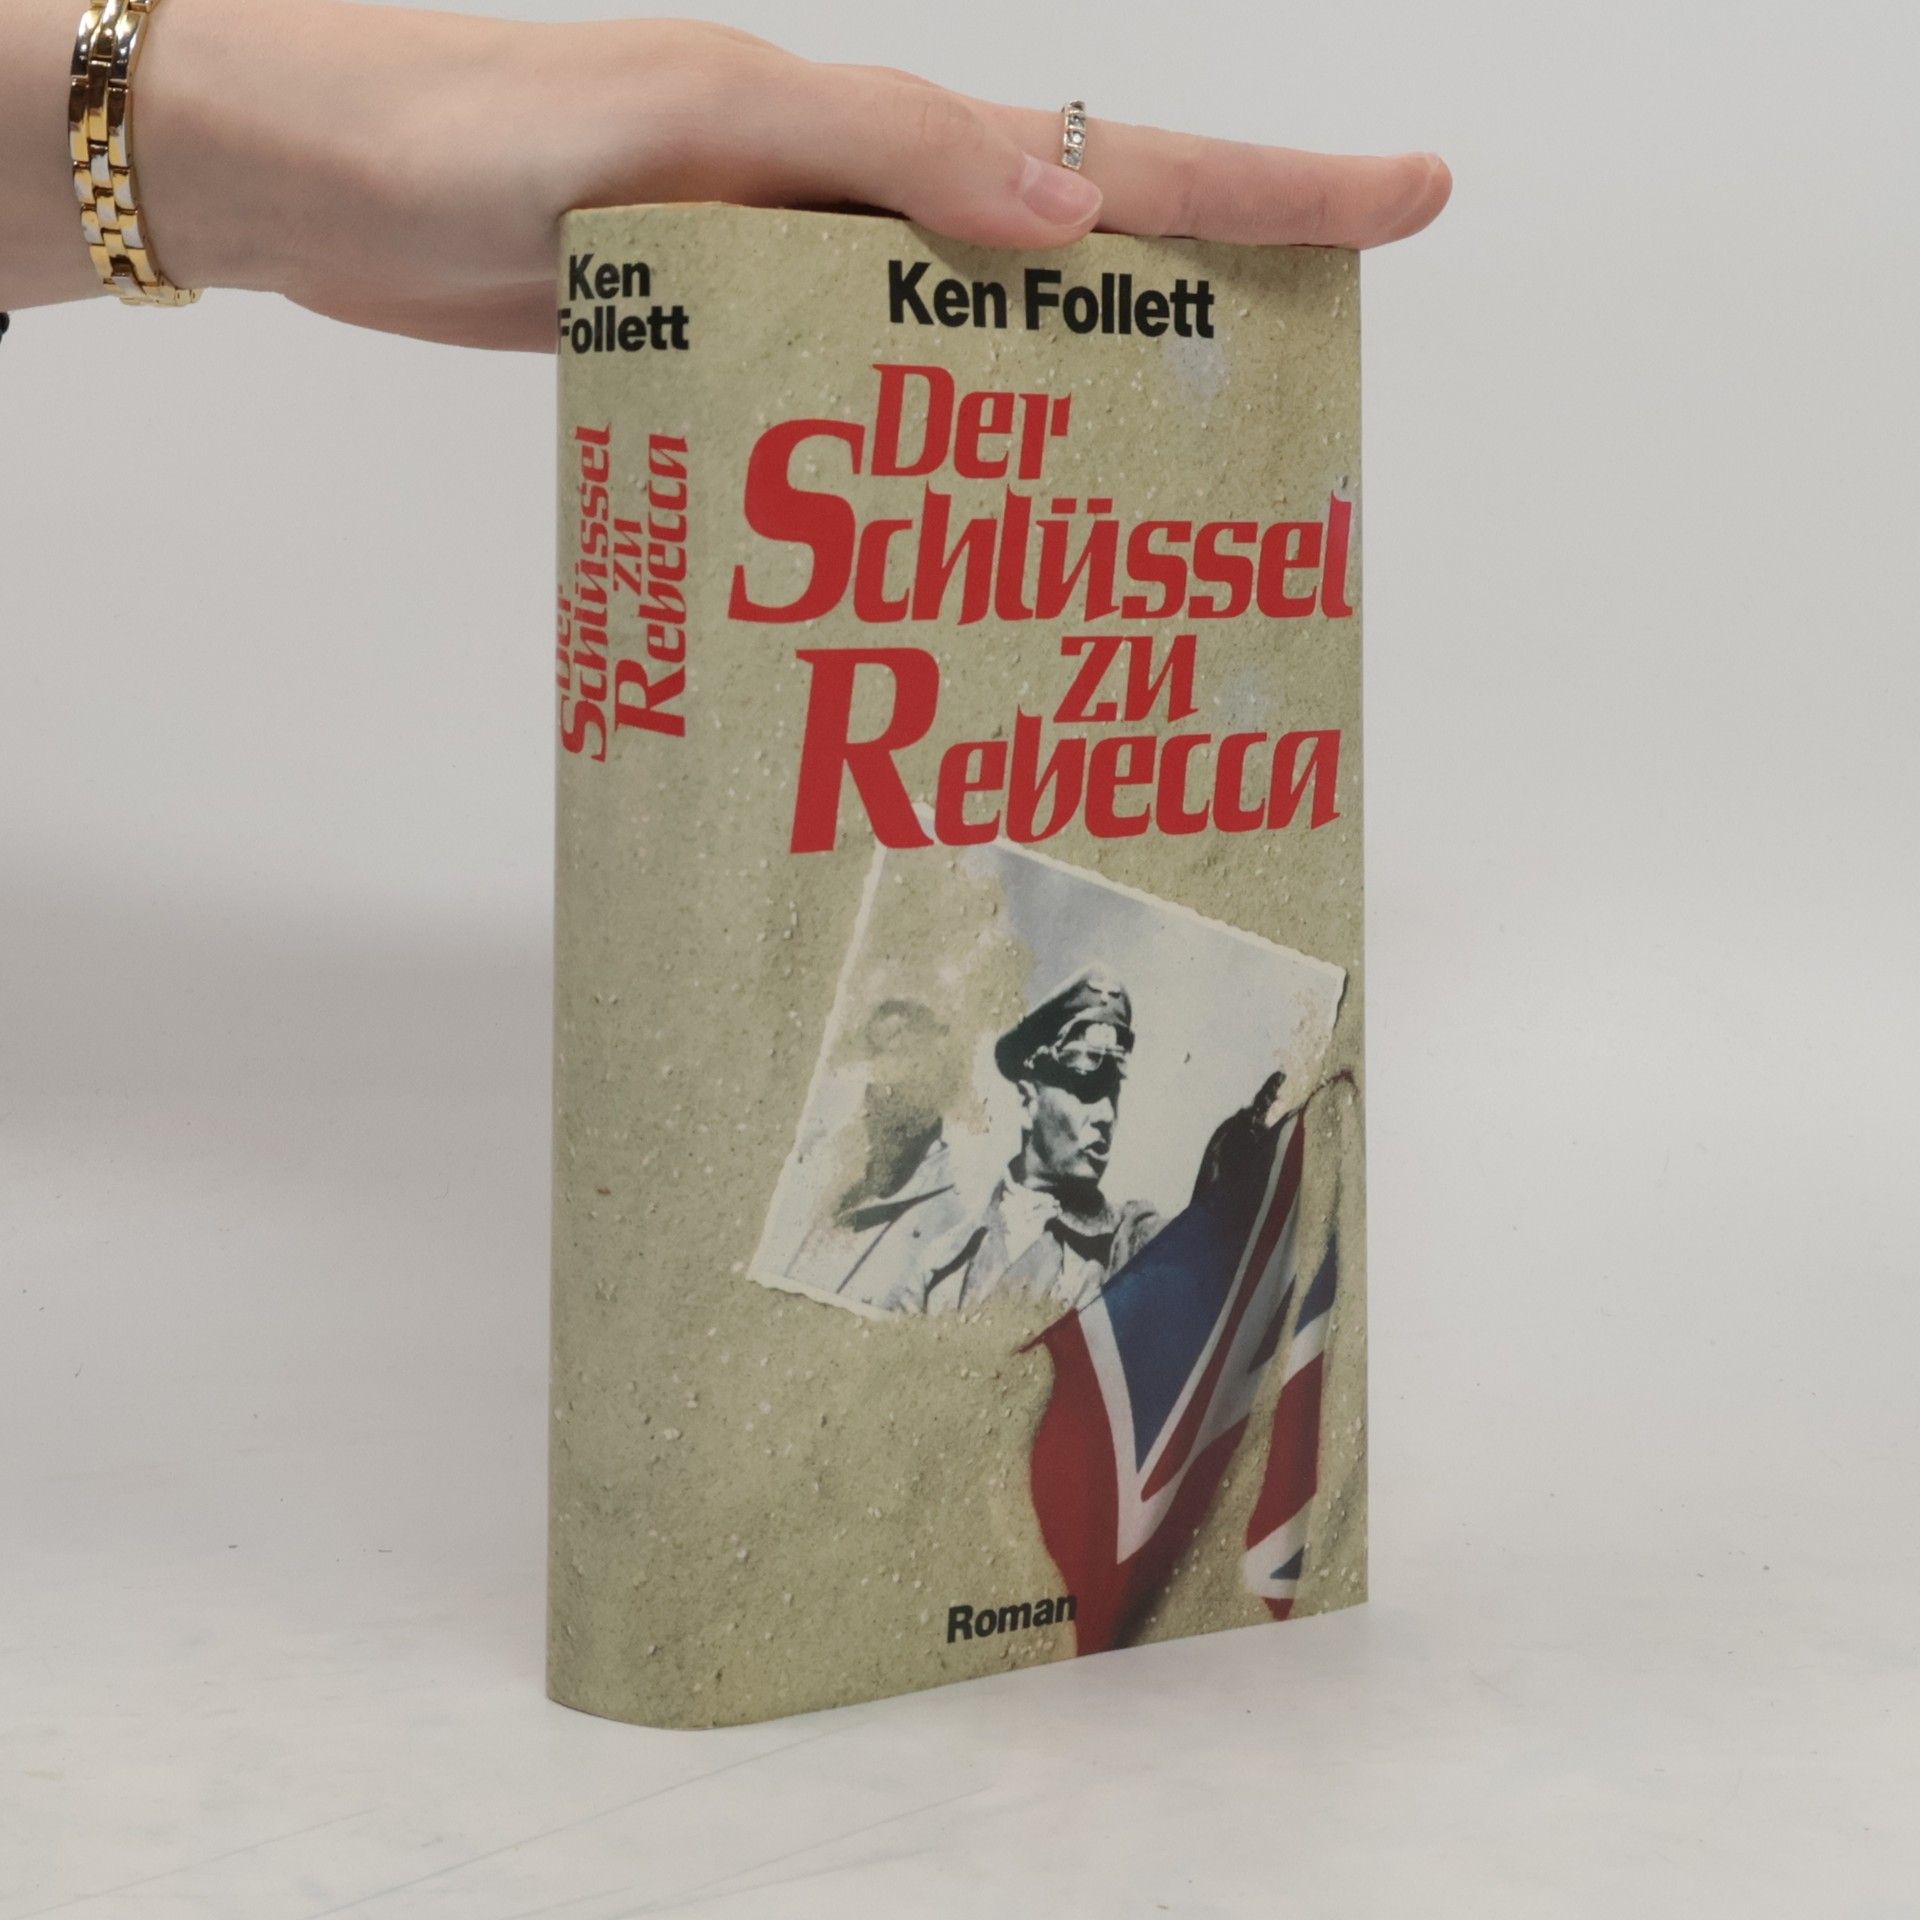 Ken
Follett
Der
Schlüssel
zu
Rebecca
Ken Follett
Der
Schlüssel
zu
Rebecca
Roman